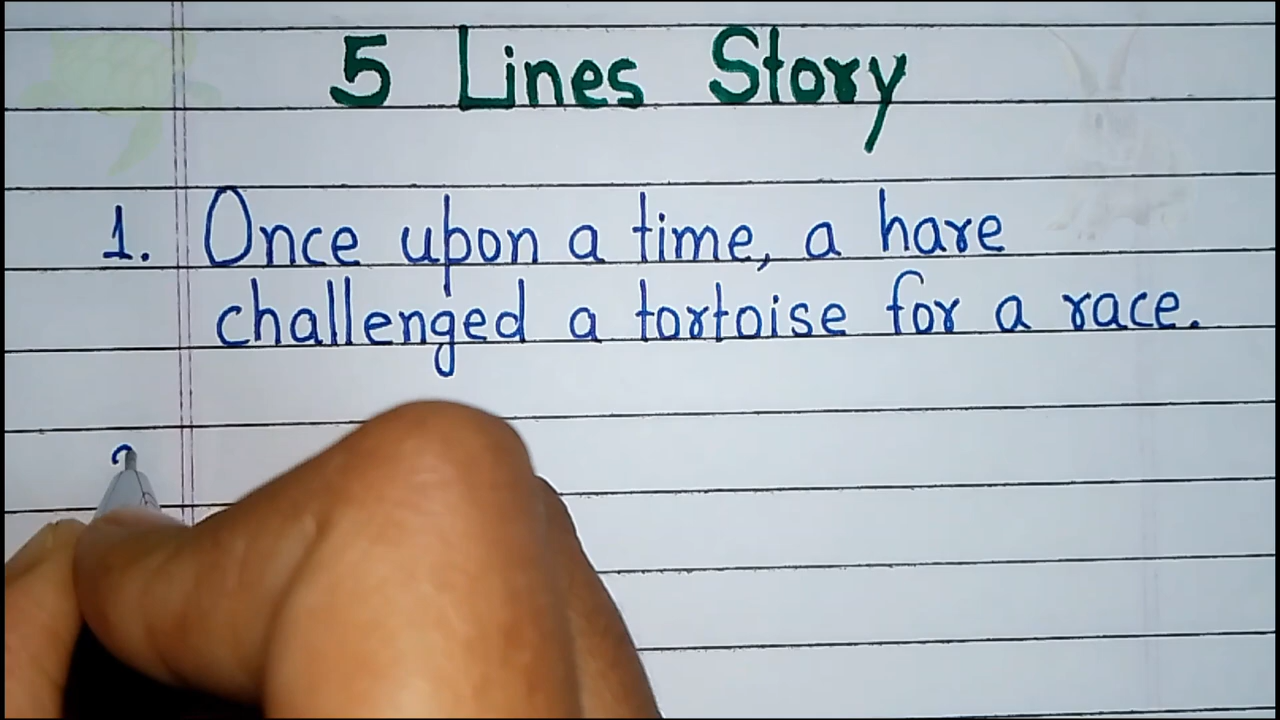 5 Lines Story
1. Once upon a time, a hare
challenged a tortoise for a race.